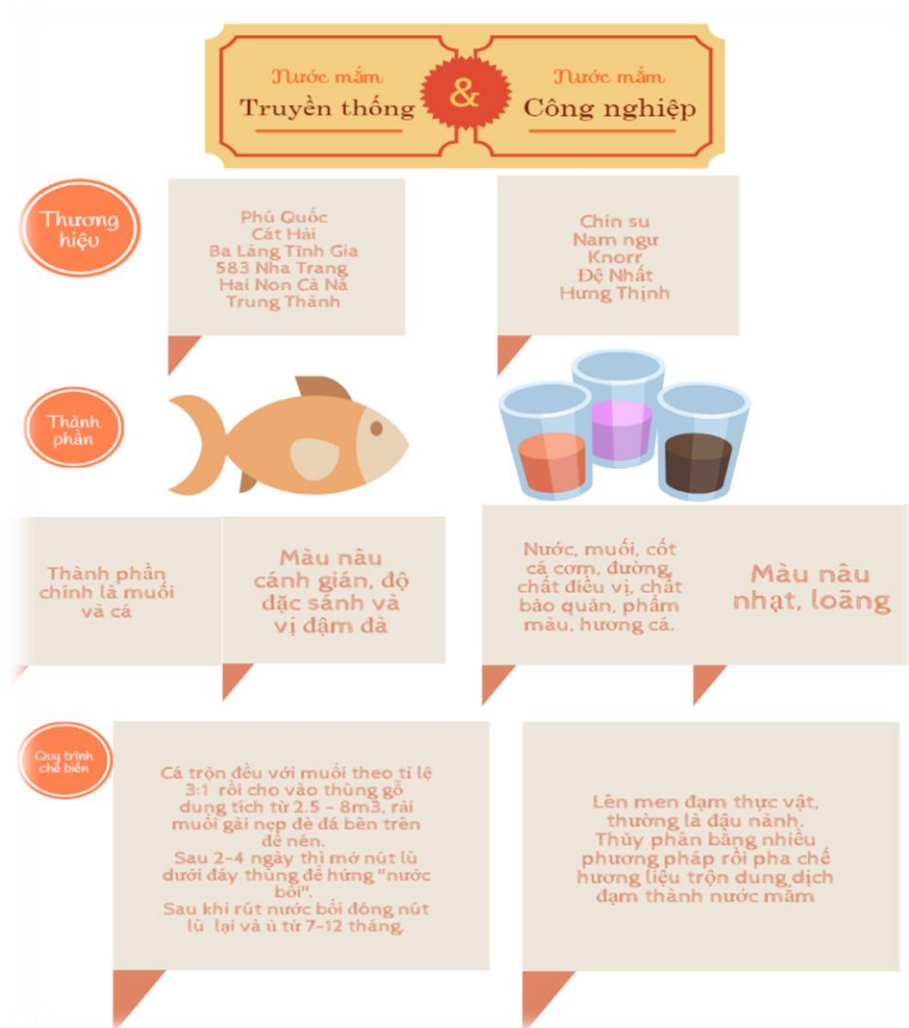 Nước mắm
Truyền thống
&
Nước mắm
Công nghiệp
Thương
hiệu
Phú Quốc
Cát Hải
Ba Làng Tĩnh Gia
583 Nha Trang
Hai Non Cà Ná
Trung Thành
Chin su
Nam ngư
Knorr
Đệ Nhất
Hưng Thịnh
Thành
phần
Thành phần
chính là muối
và cá
Màu nâu
cánh gián, độ
đặc sánh và
vị đậm đà
Nước, muối, cốt
cá cơm, đường,
chất điều vị, chất
bảo quản, phẩm
màu, hương cá.
Màu nâu
nhạt, loãng
Quy trình
chế biến
Cá trộn đều với muối theo tỉ lệ
3:1 rồi cho vào thùng gỗ
dung tích từ 2.5 - 8m3, rải
muối gài nẹp đè đá bên trên
để nén.
Sau 2-4 ngày thì mở nút lù
dưới đáy thùng để hứng "nước
bổi".
Sau khi rút nước bổi đóng nút
lù lại và ủ từ 7-12 tháng.
Lên men đạm thực vật,
thường là đậu nành.
Thủy phân bằng nhiều
phương pháp rồi pha chế
hương liệu trộn dung dịch
đạm thành nước mắm